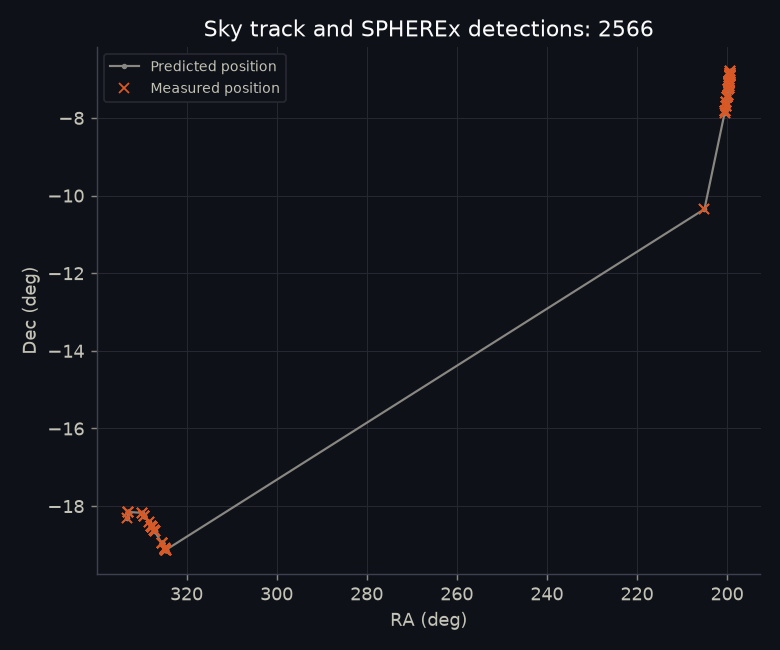 Sky track and SPHEREx detections: 2566
Predicted position
Measured position
−8
−10
−12
−14
−16
−18
Dec (deg)
320 300 280 260 240 220 200
RA (deg)